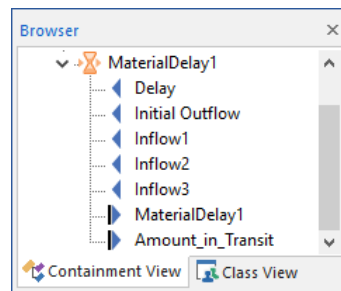 Browser
MaterialDelay1
Delay
Initial Outflow
Inflow1
Inflow2
Inflow3
MaterialDelay1
Amount_in_Transit
Containment View Class View